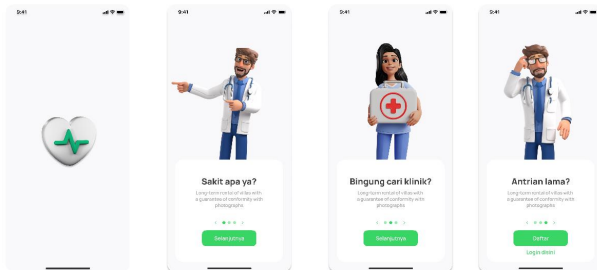 9:41
9:41
Sakit apa ya?
Long-term rental of villas with
a guarantee of conformity with
photographs
Selanjutnya
9:41
Bingung cari klinik?
Long-term rental of villas with
a guarantee of conformity with
photographs
Selanjutnya
9:41
Antrian lama?
Long-term rental of villas with
a guarantee of conformity with
photographs
Daftar
Login disini